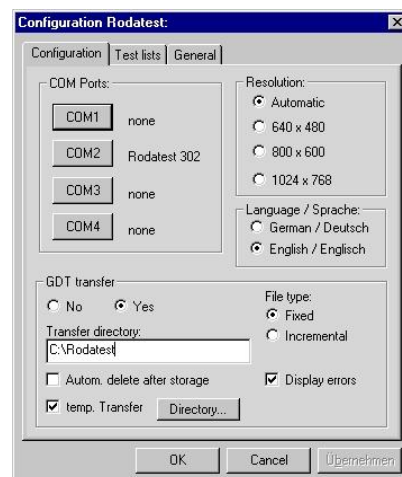 Configuration Rodatest:
Configuration Test lists General
COM Ports:
COM1 none
COM2 Rodatest 302
COM3 none
COM4 none
Resolution:
Automatic
640 x 480
800 x 600
1024 x 768
Language / Sprache:
German / Deutsch
English / Englisch
GDT transfer
No Yes
Transfer directory:
C:\Rodatest
Autom. delete after storage
temp. Transfer Directory...
File type:
Fixed
Incremental
Display errors
OK Cancel Übernehmen